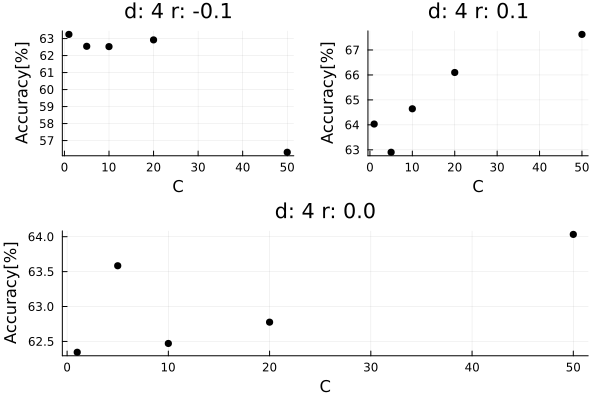 d: 4 r: -0.1
Accuracy[%]
63
62
61
60
59
58
57
0 10 20 30 40 50
C
d: 4 r: 0.1
Accuracy[%]
67
66
65
64
63
0 10 20 30 40 50
C
d: 4 r: 0.0
Accuracy[%]
64.0
63.5
63.0
62.5
0 10 20 30 40 50
C